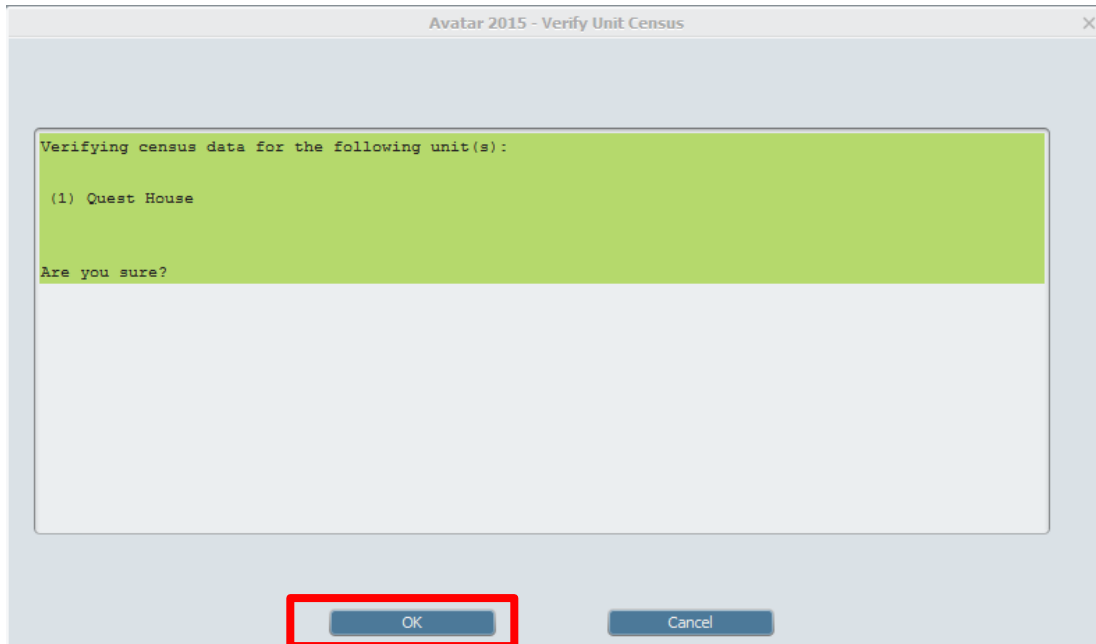 Avatar 2015 - Verify Unit Census
Verifying census data for the following unit(s):
(1) Quest House
Are you sure?
OK
Cancel